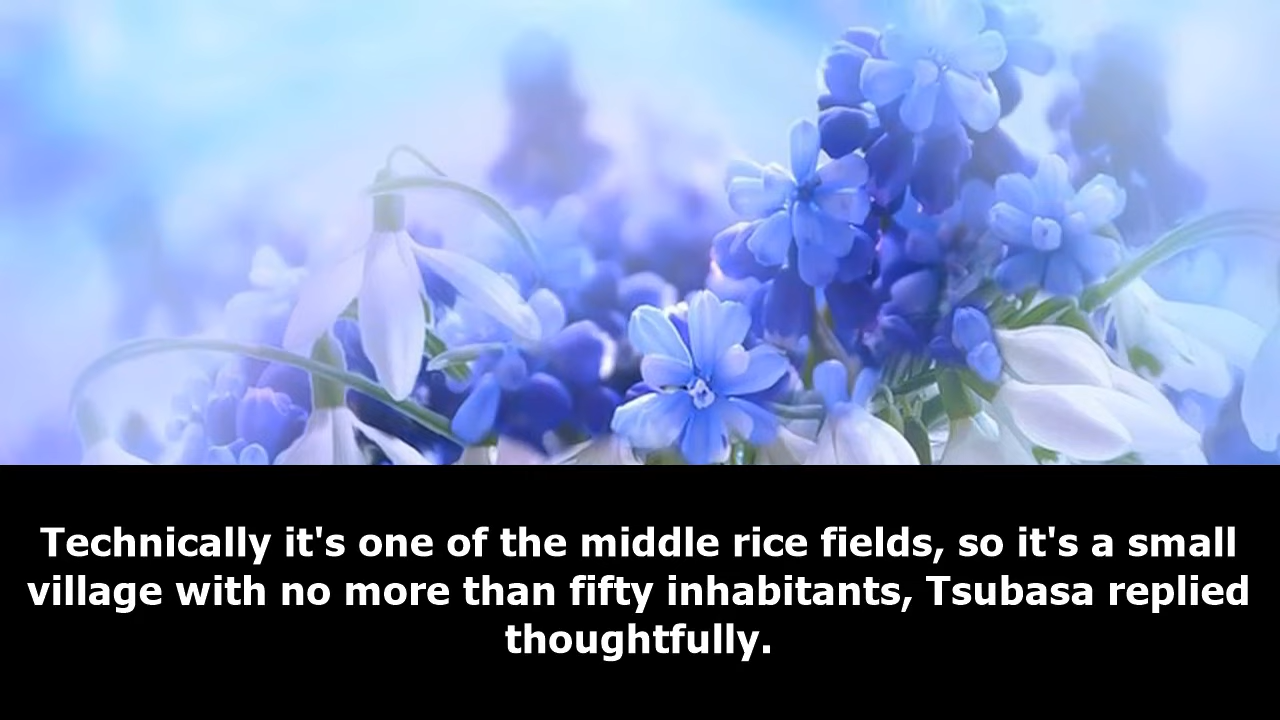 Technically it's one of the middle rice fields, so it's a small
village with no more than fifty inhabitants, Tsubasa replied
thoughtfully.